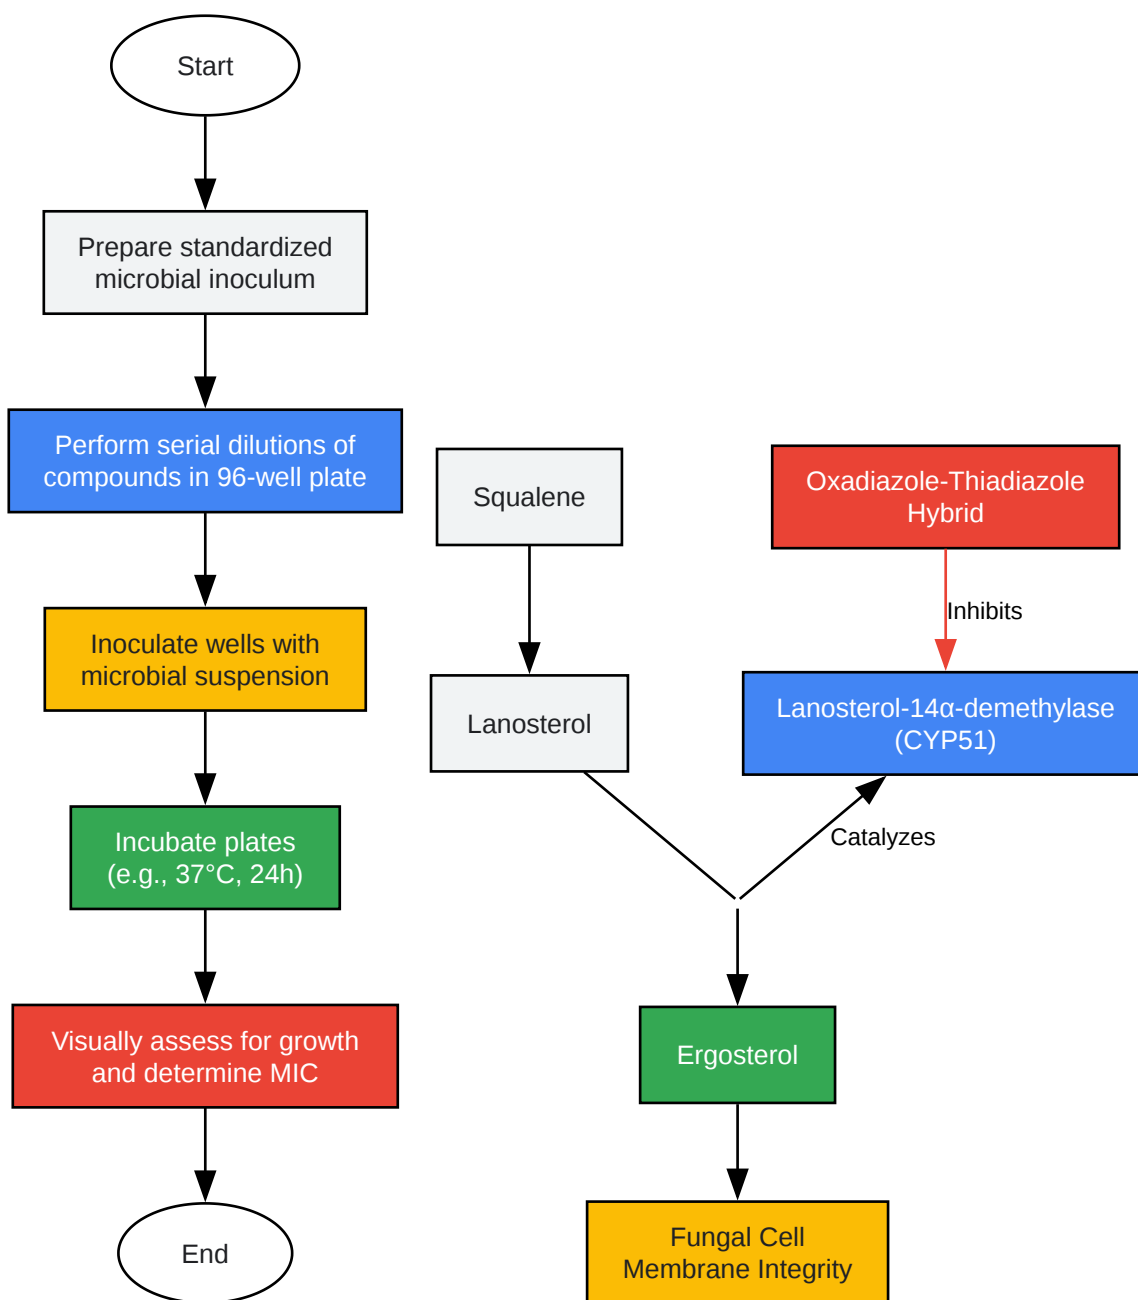 Start
Prepare standardized
microbial inoculum
Perform serial dilutions of
compounds in 96-well plate
Inoculate wells with
microbial suspension
Incubate plates
(e.g., 37°C, 24h)
Visually assess for growth
and determine MIC
End
Squalene
Lanosterol
Oxadiazole-Thiadiazole
Hybrid
Inhibits
Lanosterol-14α-demethylase
(CYP51)
Catalyzes
Ergosterol
Fungal Cell
Membrane Integrity